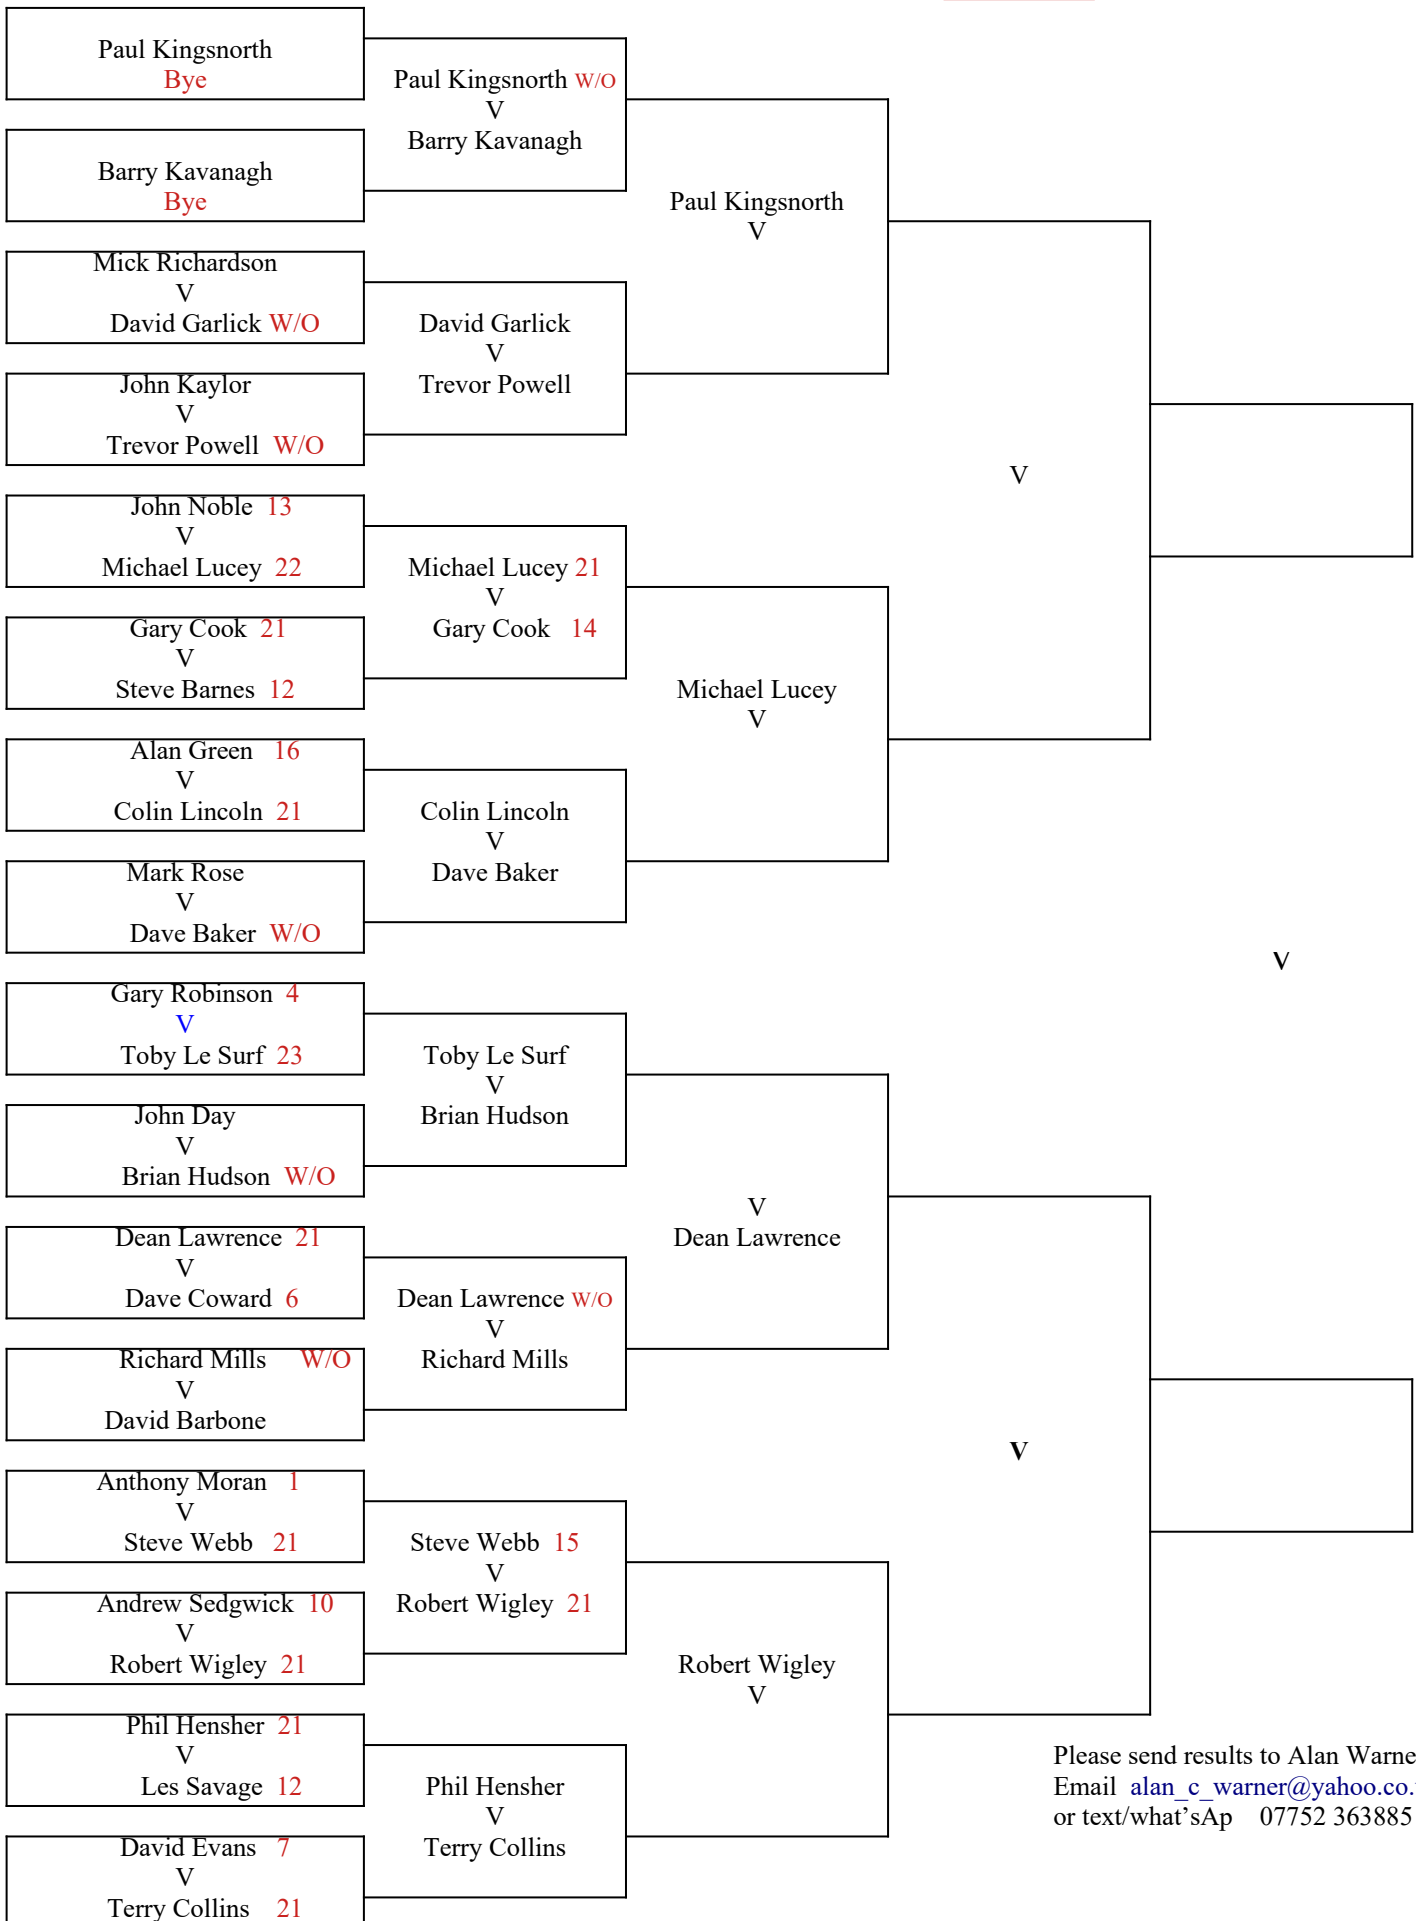 Paul Kingsnorth
Bye
Barry Kavanagh
Bye
Mick Richardson
V
David Garlick W/O
John Kaylor
V
Trevor Powell W/O
John Noble 13
V
Michael Lucey 22
Gary Cook 21
V
Steve Barnes 12
Alan Green 16
V
Colin Lincoln 21
Mark Rose
V
Dave Baker W/O
Gary Robinson 4
V
Toby Le Surf 23
John Day
V
Brian Hudson W/O
Dean Lawrence 21
V
Dave Coward 6
Richard Mills W/O
V
David Barbone
Anthony Moran 1
V
Steve Webb 21
Andrew Sedgwick 10
V
Robert Wigley 21
Phil Hensher 21
V
Les Savage 12
David Evans 7
V
Terry Collins 21
Paul Kingsnorth W/O
V
Barry Kavanagh
David Garlick
V
Trevor Powell
Michael Lucey 21
V
Gary Cook 14
Colin Lincoln
V
Dave Baker
Toby Le Surf
V
Brian Hudson
Dean Lawrence W/O
V
Richard Mills
Steve Webb 15
V
Robert Wigley 21
Phil Hensher
V
Terry Collins
Paul Kingsnorth
V
Michael Lucey
V
V
Dean Lawrence
Robert Wigley
V
V
V
V
Please send results to Alan Warne
Email alan_c_warner@yahoo.co.
or text/what’sAp 07752 363885